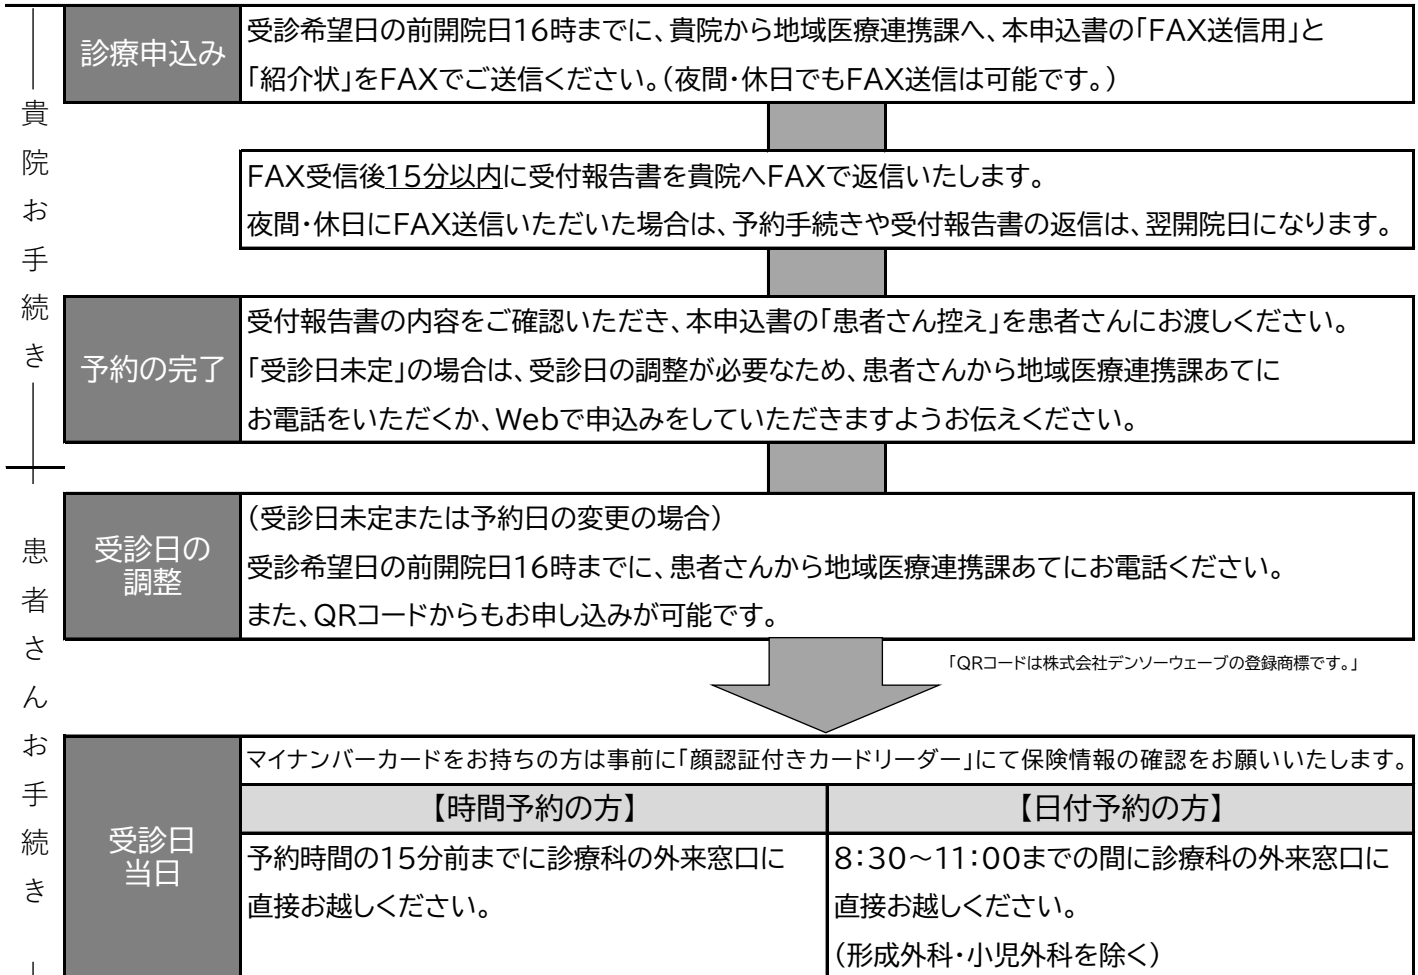 貴院お手続き
診療申込み
受診希望日の前開院日16時までに、貴院から地域医療連携課へ、本申込書の「FAX送信用」と
「紹介状」をFAXでご送信ください。(夜間・休日でもFAX送信は可能です。)
FAX受信後15分以内に受付報告書を貴院へFAXで返信いたします。
夜間・休日にFAX送信いただいた場合は、予約手続きや受付報告書の返信は、翌開院日になります。
予約の完了
受付報告書の内容をご確認いただき、本申込書の「患者さん控え」を患者さんにお渡しください。
「受診日未定」の場合は、受診日の調整が必要なため、患者さんから地域医療連携課あてに
お電話をいただくか、Webで申込みをしていただきますようお伝えください。
患者さんお手続き
受診日の
調整
(受診日未定または予約日の変更の場合)
受診希望日の前開院日16時までに、患者さんから地域医療連携課あてにお電話ください。
また、QRコードからもお申し込みが可能です。
「QRコードは株式会社デンソーウェーブの登録商標です。」
受診日
当日
マイナンバーカードをお持ちの方は事前に「顔認証付きカードリーダー」にて保険情報の確認をお願いいたします。
【時間予約の方】
予約時間の15分前までに診療科の外来窓口に
直接お越しください。
【日付予約の方】
8:30~11:00までの間に診療科の外来窓口に
直接お越しください。
(形成外科・小児外科を除く)